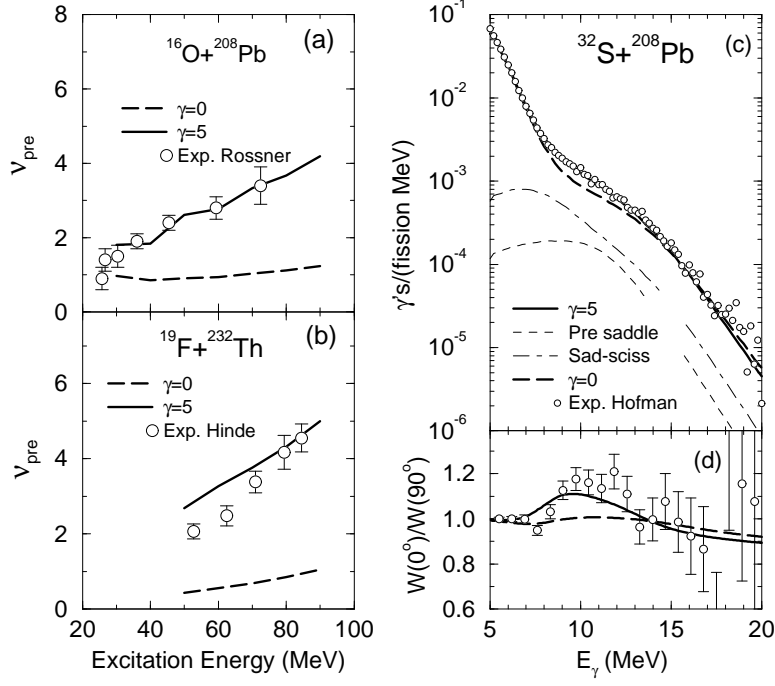 (a)
¹⁶O+²⁰⁸Pb
γ=0
γ=5
Exp. Rossner
ν_pre
8
6
4
2
0
(b)
¹⁹F+²³²Th
γ=0
γ=5
Exp. Hinde
ν_pre
6
4
2
0
20 40 60 80 100
Excitation Energy (MeV)
(c)
³²S+²⁰⁸Pb
γ's/(fission MeV)
10⁻¹
10⁻²
10⁻³
10⁻⁴
10⁻⁵
10⁻⁶
γ=5
Pre saddle
Sad-sciss
γ=0
Exp. Hofman
(d)
W(0°)/W(90°)
1.2
1.0
0.8
0.6
5 10 15 20
E_γ (MeV)